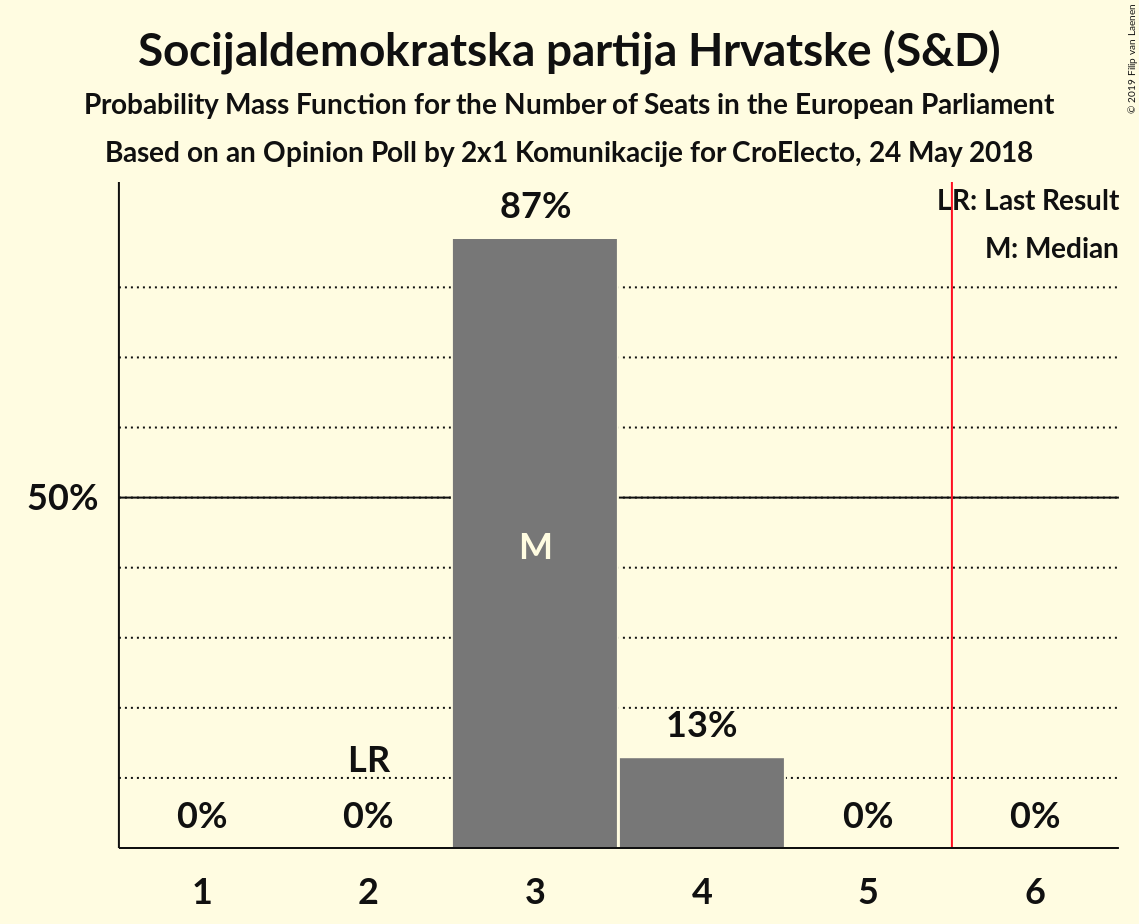 Socijaldemokratska partija Hrvatske (S&D)
Probability Mass Function for the Number of Seats in the European Parliament
Based on an Opinion Poll by 2x1 Komunikacije for CroElecto, 24 May 2018
© 2019 Filip van Laenen
LR: Last Result
M: Median
87%
50%
M
13%
LR
0%
0%
0%
0%
1
2
3
4
5
6